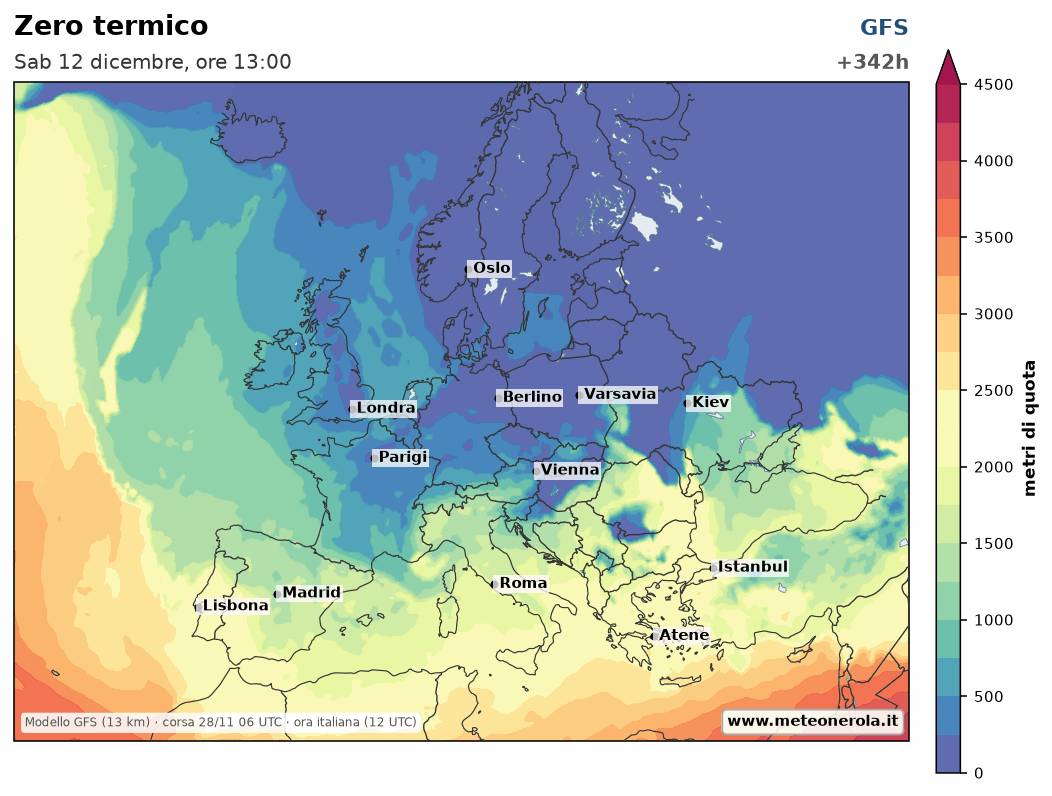 Zero termico
GFS
Sab 12 dicembre, ore 13:00
+342h
4500
4000
3500
3000
2500
2000
1500
1000
500
0
metri di quota
Oslo
Berlino
Varsavia
Kiev
Londra
Parigi
Vienna
Istanbul
Roma
Madrid
Lisbona
Atene
Modello GFS (13 km) · corsa 28/11 06 UTC · ora italiana (12 UTC)
www.meteonerola.it